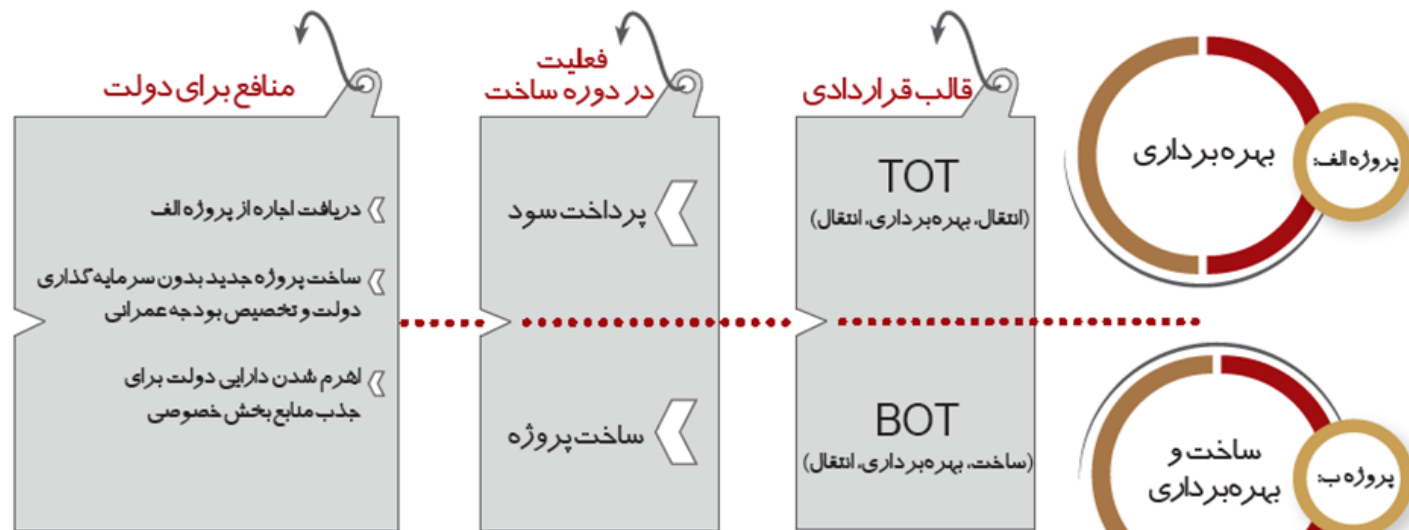 پروژه الف:
بهره‌برداری
قالب قراردادی
TOT
(انتقال، بهره‌برداری، انتقال)
فعلیت
در دوره ساخت
پرداخت سود
منافع برای دولت
دریافت اجاره از پروژه الف
ساخت پروژه جدید بدون سرمایه‌گذاری
دولت و تخصیص بودجه عمرانی
اهرم شدن دارایی دولت برای
جذب منابع بخش خصوصی
پروژه ب:
ساخت و
بهره‌برداری
BOT
(ساخت، بهره‌برداری، انتقال)
ساخت پروژه